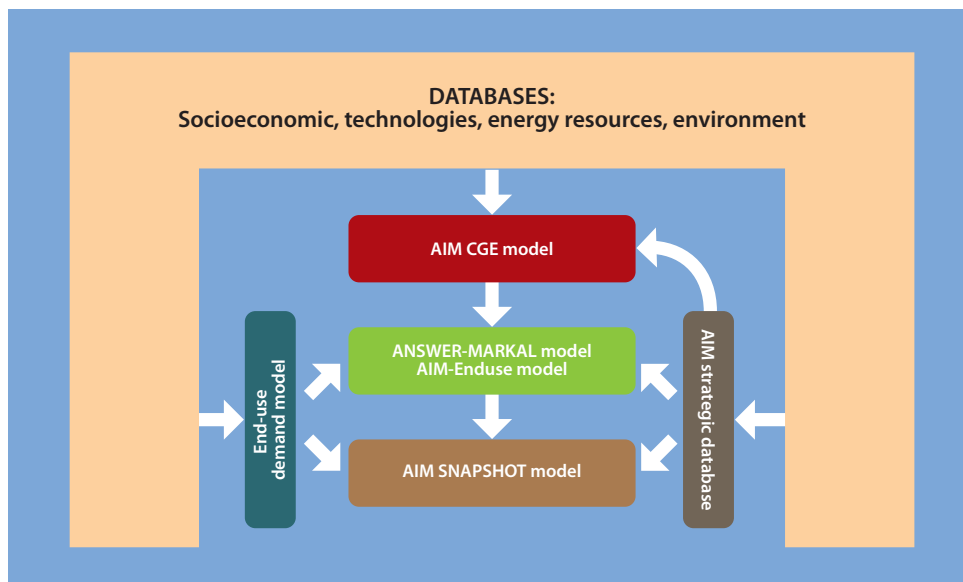 DATABASES:
Socioeconomic, technologies, energy resources, environment
AIM CGE model
ANSWER-MARKAL model
AIM-Enduse model
End-use
demand model
AIM strategic database
AIM SNAPSHOT model